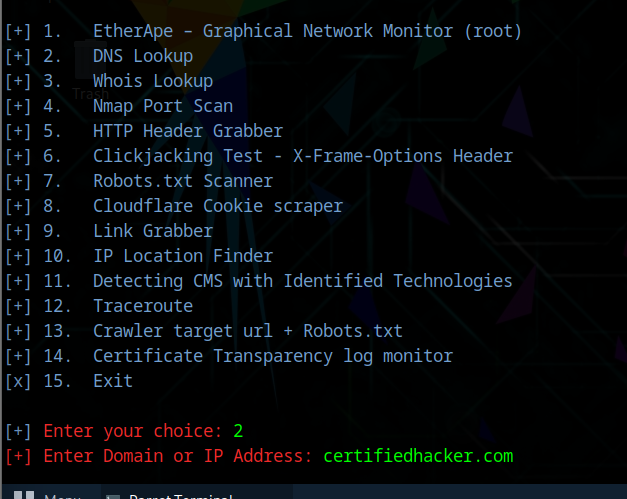 [+] 1.   EtherApe – Graphical Network Monitor (root)
[+] 2.   DNS Lookup
[+] 3.   Whois Lookup
Trash
[+] 4.   Nmap Port Scan
[+] 5.   HTTP Header Grabber
[+] 6.   Clickjacking Test - X-Frame-Options Header
[+] 7.   Robots.txt Scanner
[+] 8.   Cloudflare Cookie scraper
[+] 9.   Link Grabber
[+] 10.  IP Location Finder
[+] 11.  Detecting CMS with Identified Technologies
[+] 12.  Traceroute
[+] 13.  Crawler target url + Robots.txt
[+] 14.  Certificate Transparency log monitor
[x] 15.  Exit
[+] Enter your choice: 2
[+] Enter Domain or IP Address: certifiedhacker.com
Menu Parrot Terminal